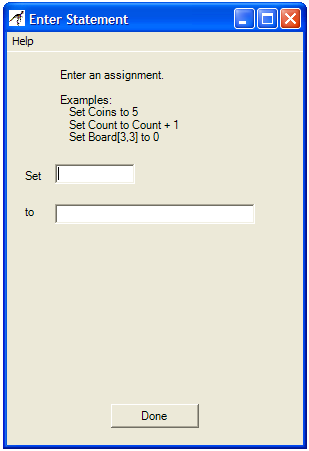 Enter Statement
Help
Enter an assignment.
Examples:
Set Coins to 5
Set Count to Count + 1
Set Board[3,3] to 0
Set
to
Done